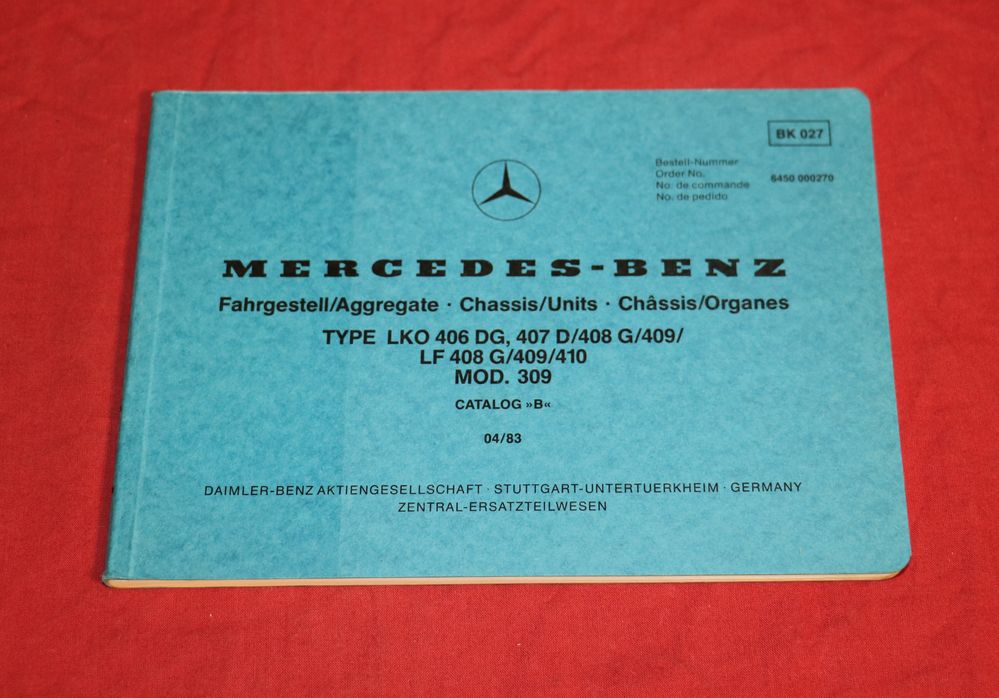 BK 027
Bestell-Nummer
Order No.
No. de commande
No. de pedido
6450 000270
MERCEDES-BENZ
Fahrgestell/Aggregate · Chassis/Units · Châssis/Organes
TYPE LKO 406 DG, 407 D/408 G/409/
LF 408 G/409/410
MOD. 309
CATALOG »B«
04/83
DAIMLER-BENZ AKTIENGESELLSCHAFT · STUTTGART-UNTERTUERKHEIM · GERMANY
ZENTRAL-ERSATZTEILWESEN